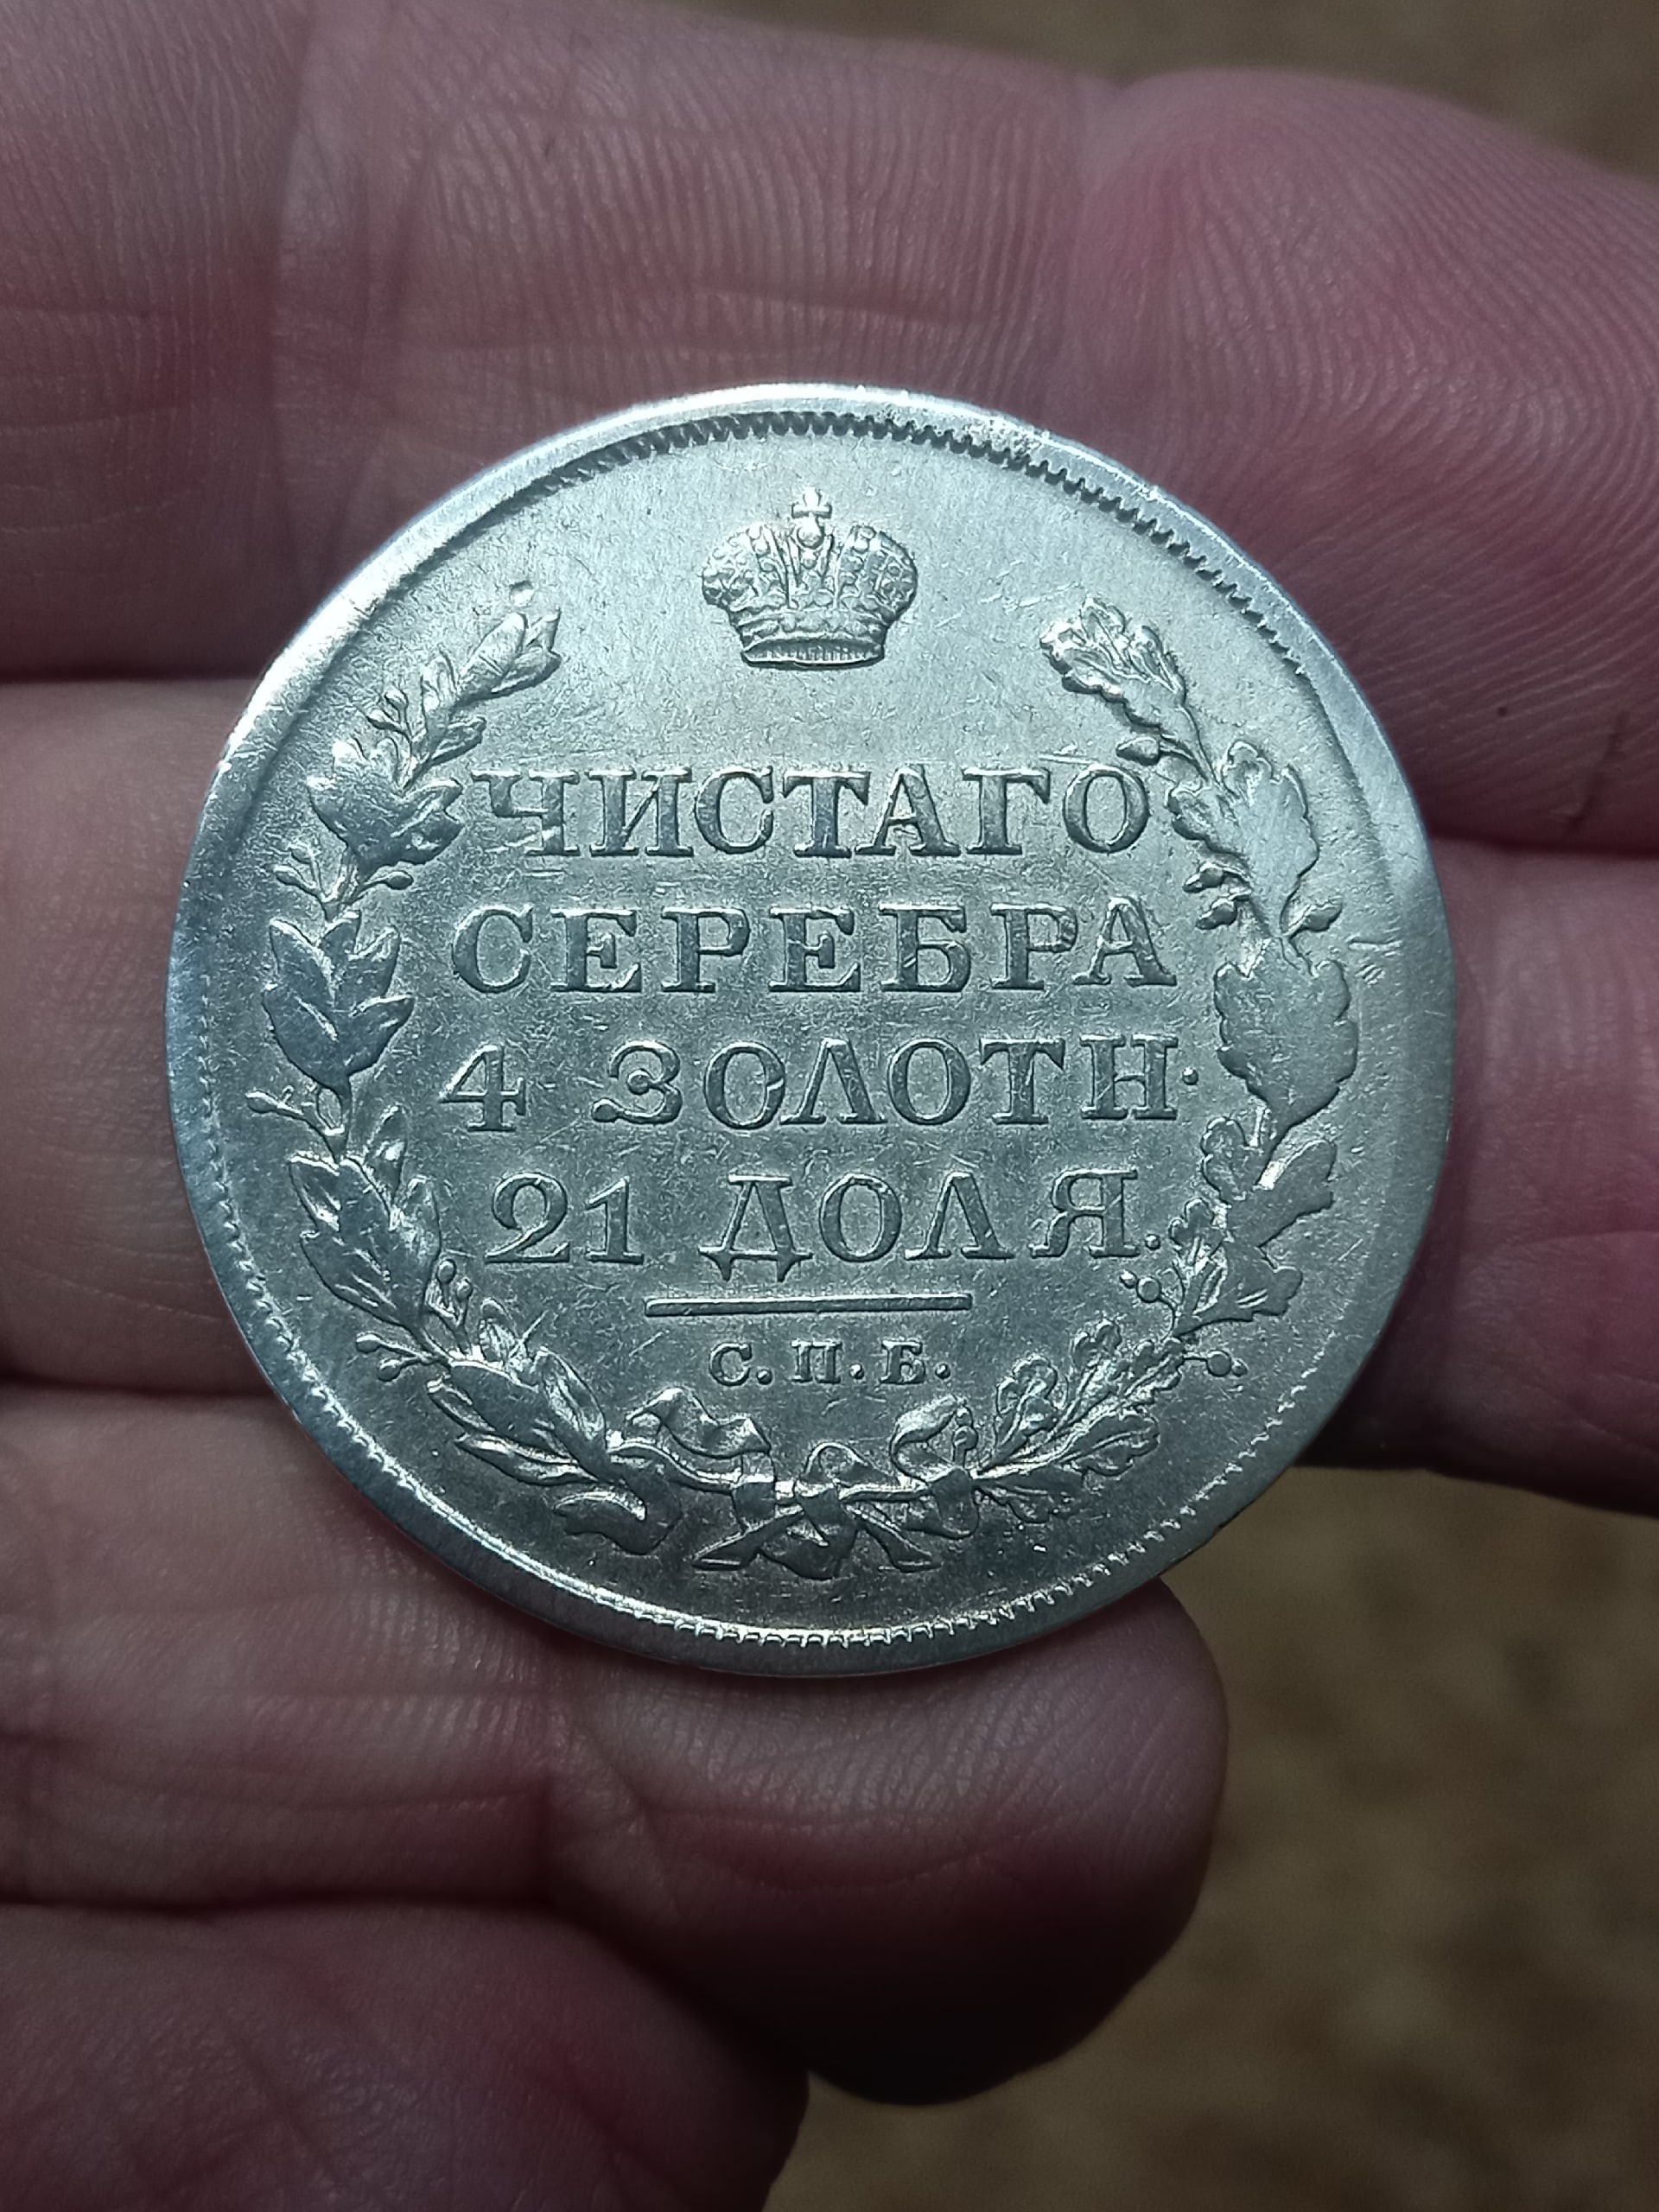 ЧИСТАГО
СЕРЕБРА
4 ЗОЛОТН·
21 ДОЛЯ.
С. П. Б.